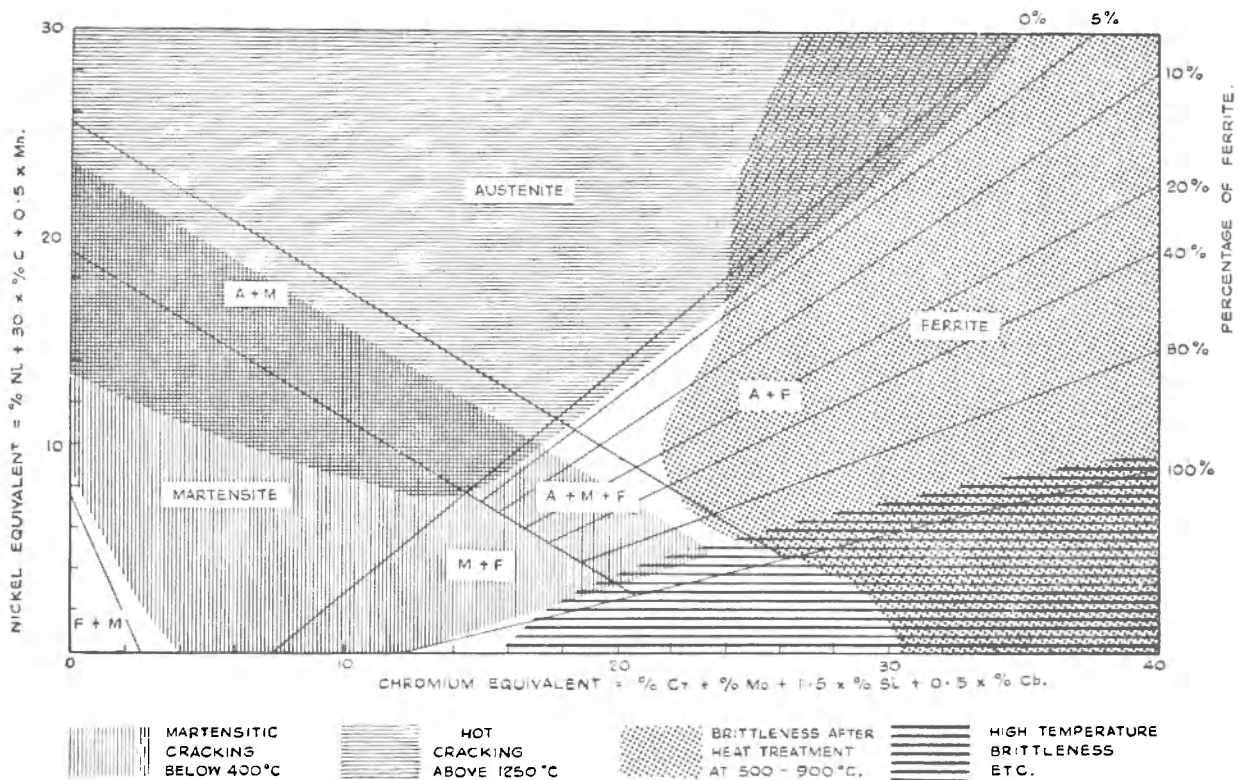 0% 5%
30
10%
20%
40%
80%
100%
PERCENTAGE OF FERRITE.
20
10
0
NICKEL EQUIVALENT = % Ni + 30 x % C + 0.5 x Mn.
AUSTENITE
A + M
FERRITE
A + F
MARTENSITE
A + M + F
M + F
F + M
0 10 20 30 40
CHROMIUM EQUIVALENT = % Cr + % Mo + 1.5 x % Si + 0.5 x % Cb.
MARTENSITIC
CRACKING
BELOW 400°C
HOT
CRACKING
ABOVE 1250°C
BRITTLENESS AFTER
HEAT TREATMENT
AT 500 - 900°C.
HIGH TEMPERATURE
BRITTLENESS
ETC.